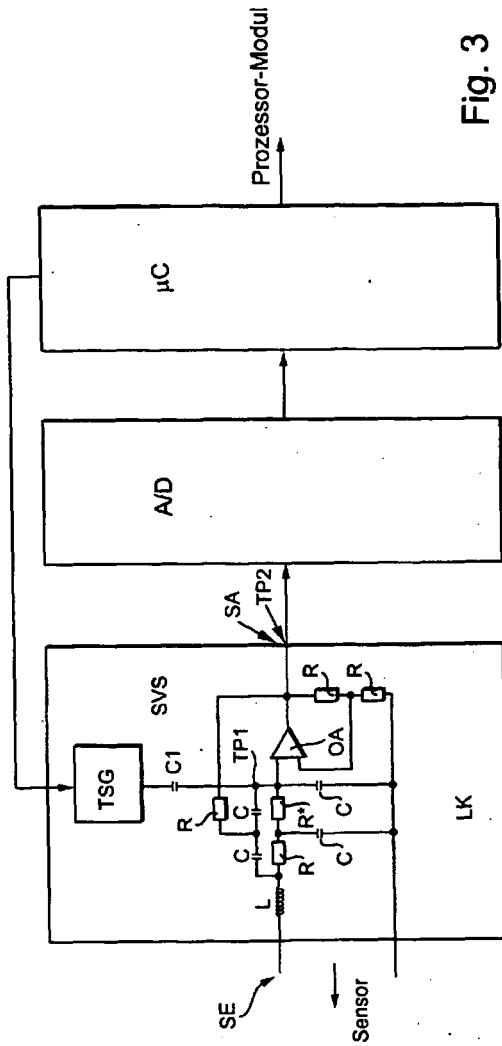 Prozessor-Modul
µC
A/D
SA
TP2
SVS
TSG
C1
TP1
R
R
R
OA
C
C
R*
R
C
C
L
LK
SE
Sensor
Fig. 3